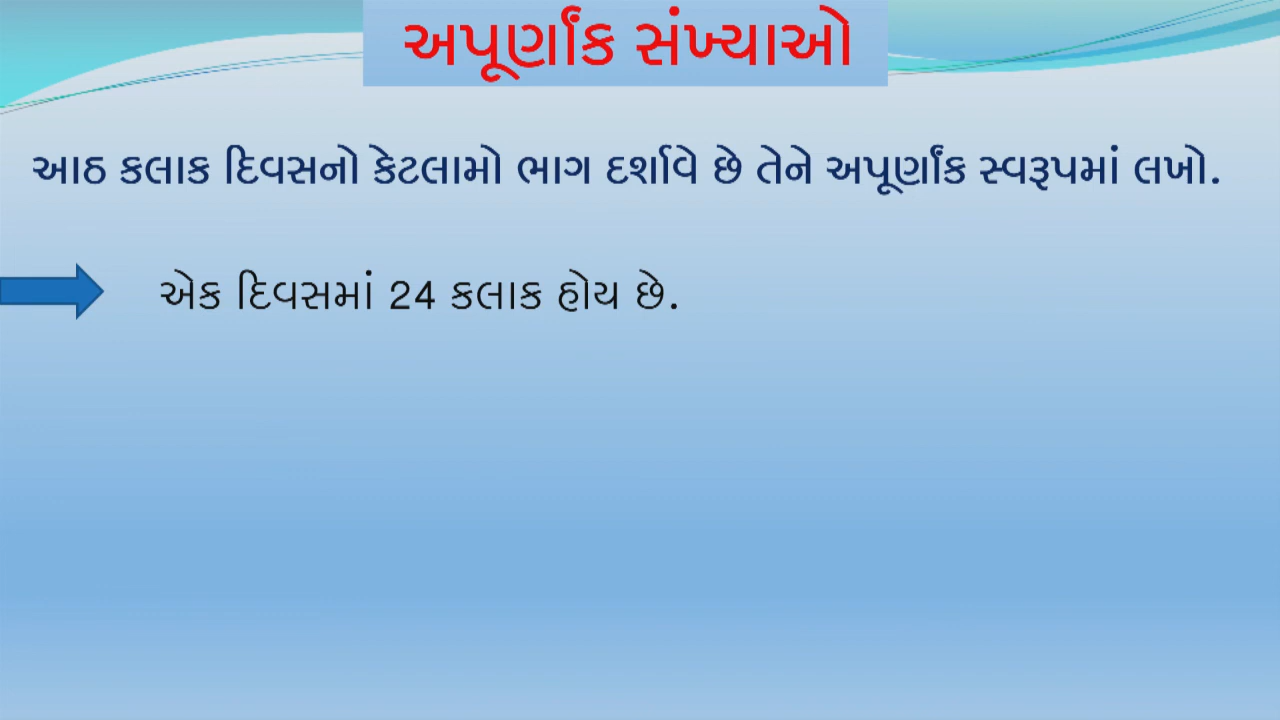 અપૂર્ણાંક સંખ્યાઓ
આઠ કલાક દિવસનો કેટલામો ભાગ દર્શાવે છે તેને અપૂર્ણાંક સ્વરૂપમાં લખો.
એક દિવસમાં 24 કલાક હોય છે.